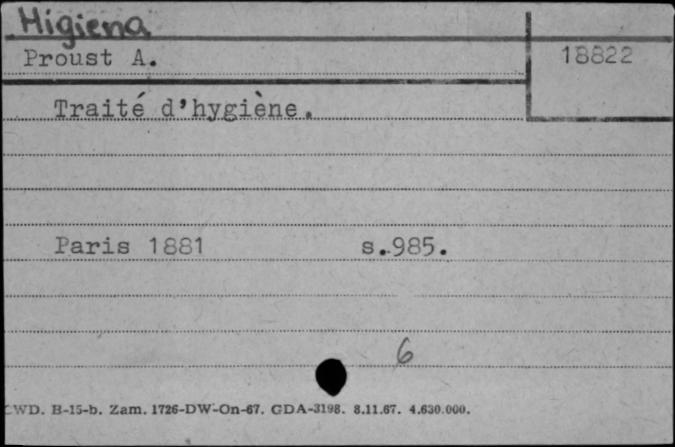 Higiena
Proust A. 18822
Traité d'hygiène.
Paris 1881 s.985.
6
CWD. B-15-b. Zam. 1726-DW-On-67. GDA-3198. 8.11.67. 4.630.000.